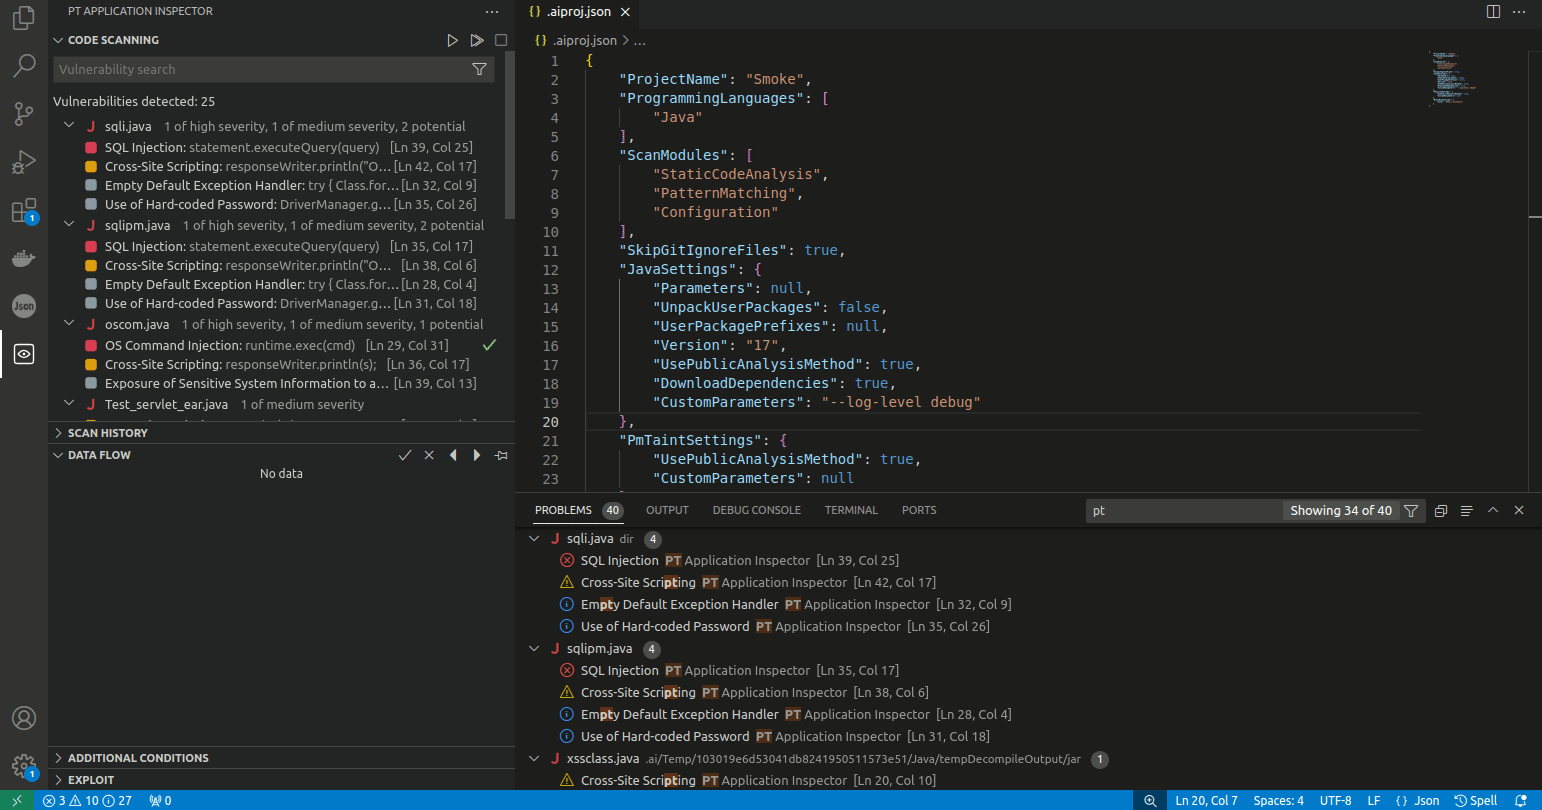 PT APPLICATION INSPECTOR
CODE SCANNING
Vulnerability search
Vulnerabilities detected: 25
sqli.java 1 of high severity, 1 of medium severity, 2 potential
SQL Injection: statement.executeQuery(query) [Ln 39, Col 25]
Cross-Site Scripting: responseWriter.println("O... [Ln 42, Col 17]
Empty Default Exception Handler: try { Class.for... [Ln 32, Col 9]
Use of Hard-coded Password: DriverManager.g... [Ln 35, Col 26]
sqlipm.java 1 of high severity, 1 of medium severity, 2 potential
SQL Injection: statement.executeQuery(query) [Ln 35, Col 17]
Cross-Site Scripting: responseWriter.println("O... [Ln 38, Col 6]
Empty Default Exception Handler: try { Class.for... [Ln 28, Col 4]
Use of Hard-coded Password: DriverManager.g... [Ln 31, Col 18]
oscom.java 1 of high severity, 1 of medium severity, 1 potential
OS Command Injection: runtime.exec(cmd) [Ln 29, Col 31]
Cross-Site Scripting: responseWriter.println(s); [Ln 36, Col 17]
Exposure of Sensitive System Information to a... [Ln 39, Col 13]
Test_servlet_ear.java 1 of medium severity
SCAN HISTORY
DATA FLOW
No data
ADDITIONAL CONDITIONS
EXPLOIT
1
Json
1
{} .aiproj.json
{} .aiproj.json > ...
1 {
2 "ProjectName": "Smoke",
3 "ProgrammingLanguages": [
4 "Java"
5 ],
6 "ScanModules": [
7 "StaticCodeAnalysis",
8 "PatternMatching",
9 "Configuration"
10 ],
11 "SkipGitIgnoreFiles": true,
12 "JavaSettings": {
13 "Parameters": null,
14 "UnpackUserPackages": false,
15 "UserPackagePrefixes": null,
16 "Version": "17",
17 "UsePublicAnalysisMethod": true,
18 "DownloadDependencies": true,
19 "CustomParameters": "--log-level debug"
20 },
21 "PmTaintSettings": {
22 "UsePublicAnalysisMethod": true,
23 "CustomParameters": null
PROBLEMS 40 OUTPUT DEBUG CONSOLE TERMINAL PORTS pt Showing 34 of 40
sqli.java dir 4
SQL Injection PT Application Inspector [Ln 39, Col 25]
Cross-Site Scripting PT Application Inspector [Ln 42, Col 17]
Empty Default Exception Handler PT Application Inspector [Ln 32, Col 9]
Use of Hard-coded Password PT Application Inspector [Ln 35, Col 26]
sqlipm.java 4
SQL Injection PT Application Inspector [Ln 35, Col 17]
Cross-Site Scripting PT Application Inspector [Ln 38, Col 6]
Empty Default Exception Handler PT Application Inspector [Ln 28, Col 4]
Use of Hard-coded Password PT Application Inspector [Ln 31, Col 18]
xssclass.java .ai/Temp/103019e6d53041db8241950511573e51/Java/tempDecompileOutput/jar 1
Cross-Site Scripting PT Application Inspector [Ln 20, Col 10]
3 10 27 0 Ln 20, Col 7 Spaces: 4 UTF-8 LF {} Json Spell